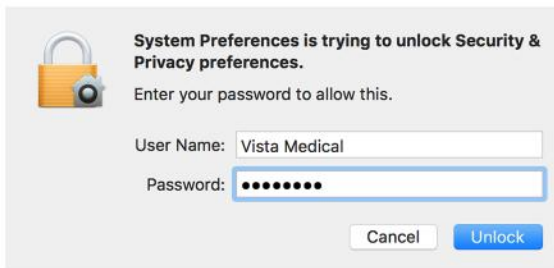 System Preferences is trying to unlock Security &
Privacy preferences.
Enter your password to allow this.
User Name: Vista Medical
Password: ••••••••
Cancel Unlock